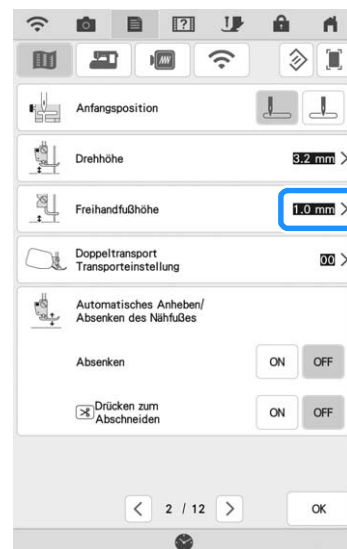 Anfangsposition
Drehhöhe
3.2 mm
Freihandfußhöhe
1.0 mm
Doppeltransport
Transporteinstellung
00
Automatisches Anheben/
Absenken des Nähfußes
Absenken
ON OFF
Drücken zum
Abschneiden
ON OFF
2 / 12
OK